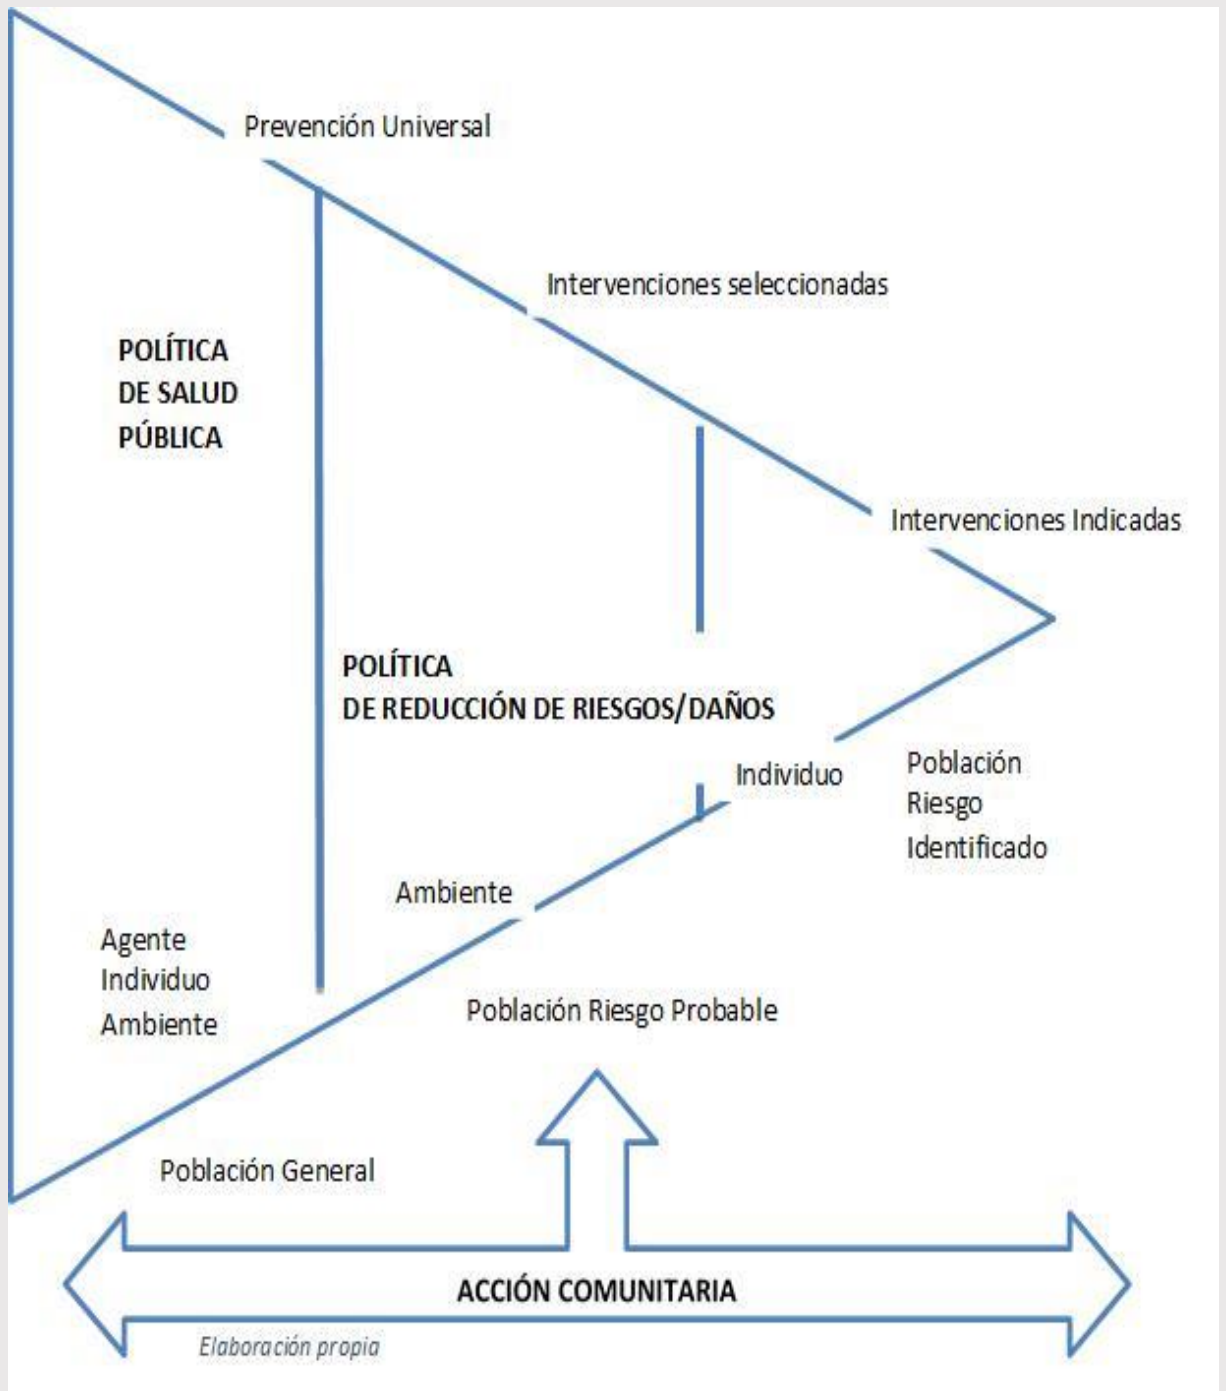 Prevención Universal
Intervenciones seleccionadas
POLÍTICA
DE SALUD
PÚBLICA
Intervenciones Indicadas
POLÍTICA
DE REDUCCIÓN DE RIESGOS/DAÑOS
Individuo
Población
Riesgo
Identificado
Ambiente
Agente
Individuo
Ambiente
Población Riesgo Probable
Población General
ACCIÓN COMUNITARIA
Elaboración propia